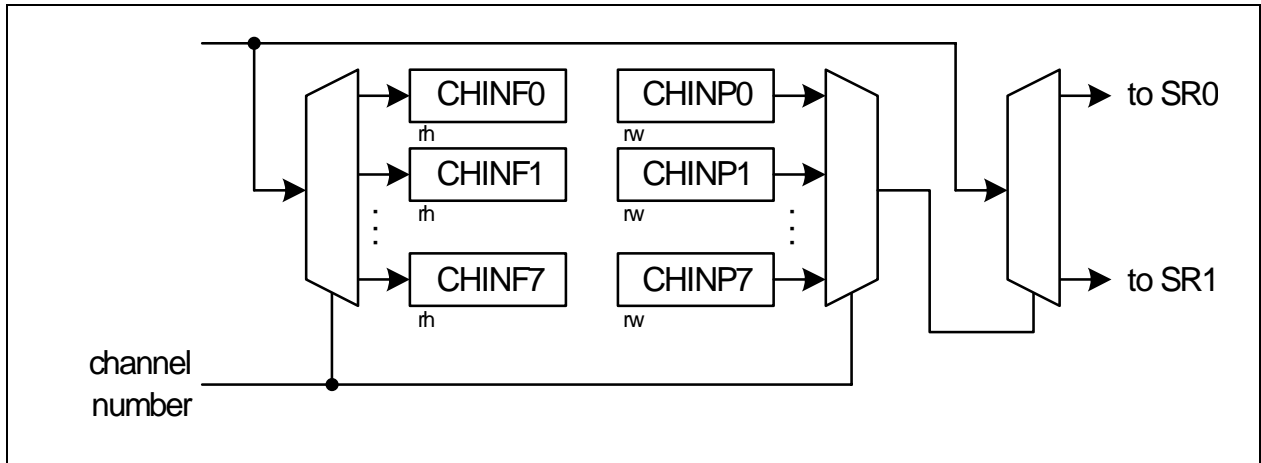 CHINF0 CHINP0 to SR0
rh rw
CHINF1 CHINP1
rh rw
CHINF7 CHINP7 to SR1
rh rw
channel
number